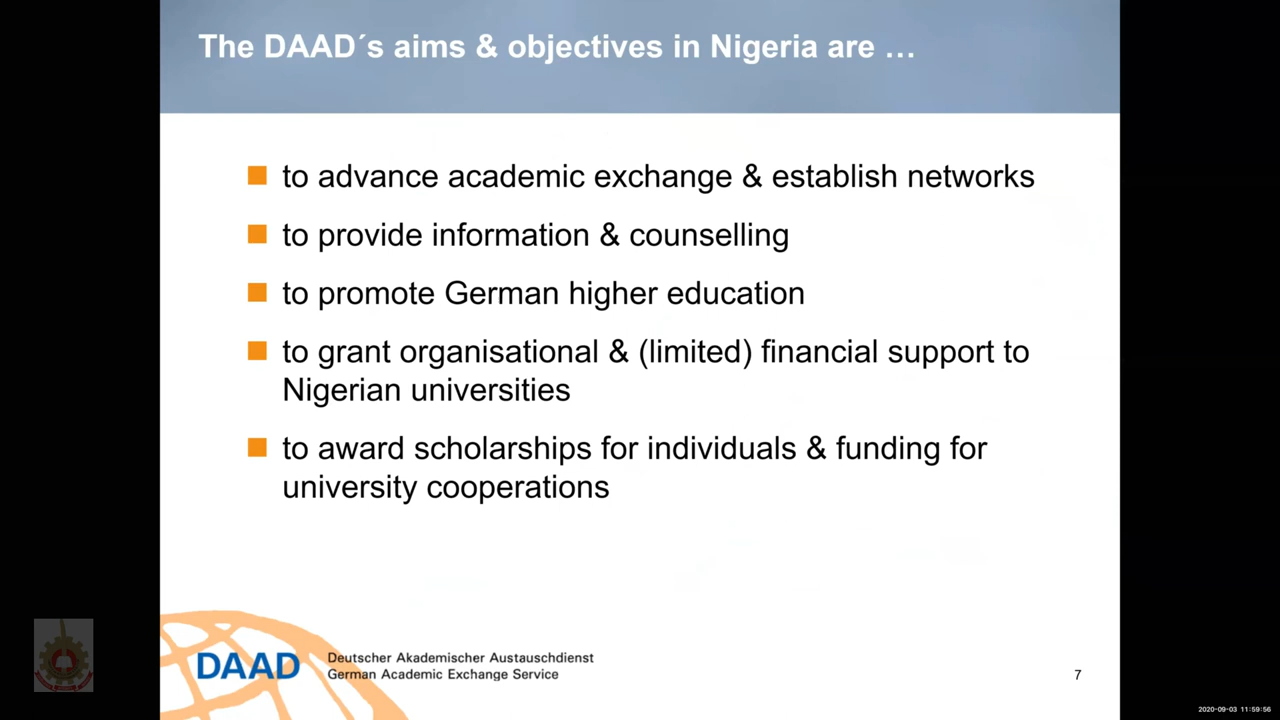 The DAAD´s aims & objectives in Nigeria are …
to advance academic exchange & establish networks
to provide information & counselling
to promote German higher education
to grant organisational & (limited) financial support to
Nigerian universities
to award scholarships for individuals & funding for
university cooperations
DAAD
Deutscher Akademischer Austauschdienst
German Academic Exchange Service
7
2020-09-03 11:59:56